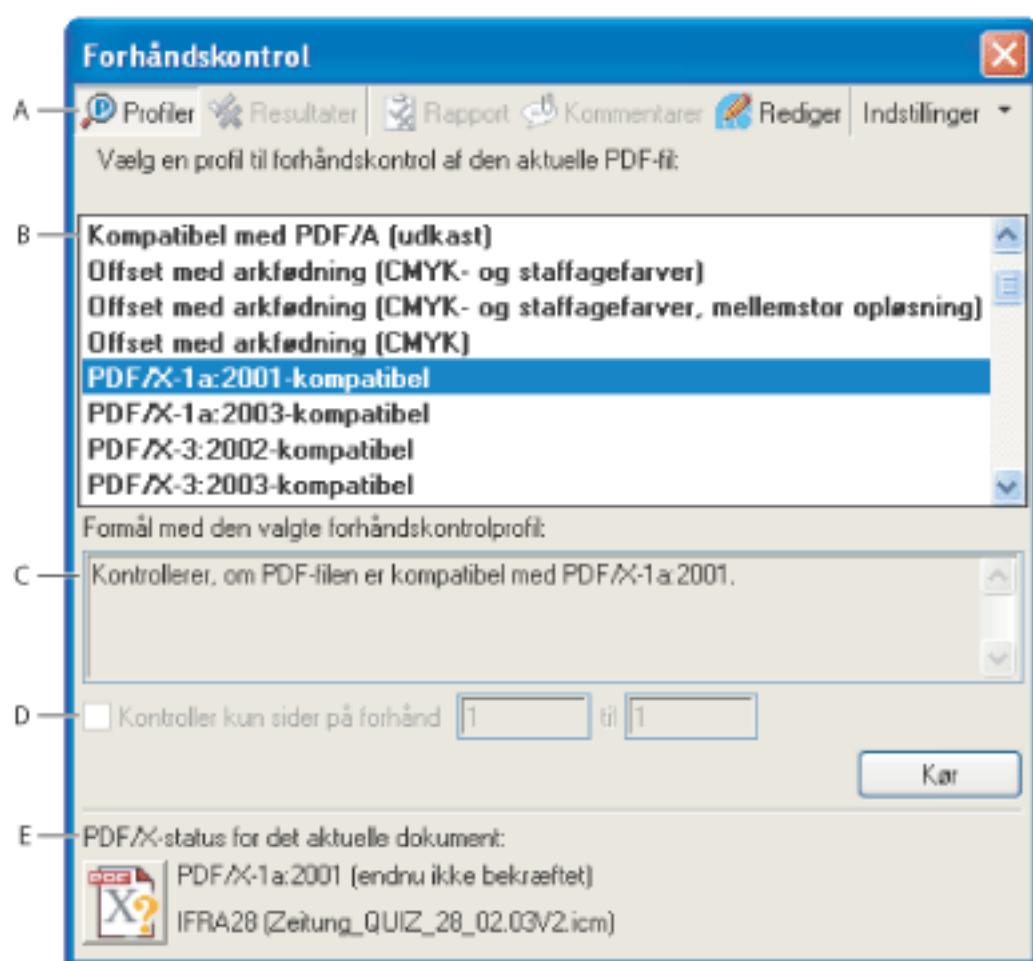 Forhåndskontrol
A Profiler Resultater Rapport Kommentarer Rediger Indstillinger
Vælg en profil til forhåndskontrol af den aktuelle PDF-fil:
B Kompatibel med PDF/A (udkast)
Offset med arkfødning (CMYK- og staffagefarver)
Offset med arkfødning (CMYK- og staffagefarver, mellemstor opløsning)
Offset med arkfødning (CMYK)
PDF/X-1a:2001-kompatibel
PDF/X-1a:2003-kompatibel
PDF/X-3:2002-kompatibel
PDF/X-3:2003-kompatibel
Formål med den valgte forhåndskontrolprofil:
C Kontrollerer, om PDF-filen er kompatibel med PDF/X-1a:2001.
D Kontroller kun sider på forhånd 1 til 1
Kør
E PDF/X-status for det aktuelle dokument:
PDF/X-1a:2001 (endnu ikke bekræftet)
IFRA28 (Zeitung_QUIZ_28_02.03V2.icm)